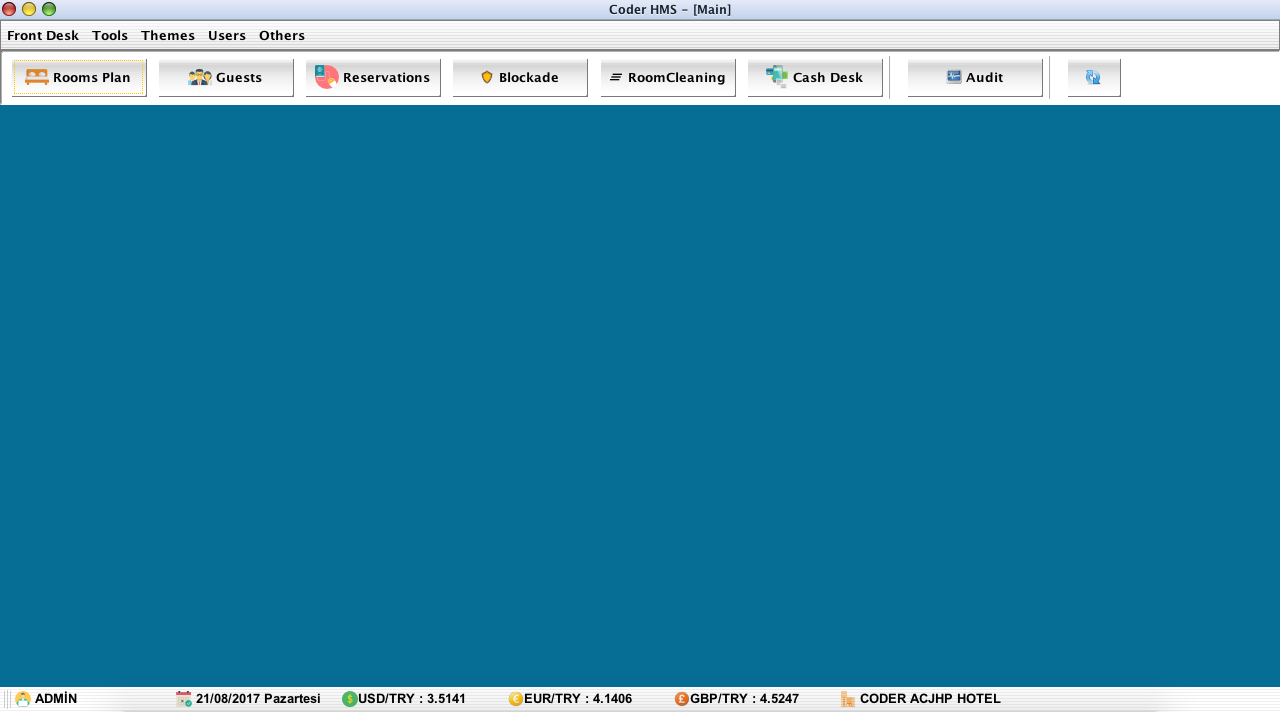 Coder HMS - [Main]
Front Desk Tools Themes Users Others
Rooms Plan Guests Reservations Blockade RoomCleaning Cash Desk Audit
ADMİN 21/08/2017 Pazartesi USD/TRY : 3.5141 EUR/TRY : 4.1406 GBP/TRY : 4.5247 CODER ACJHP HOTEL